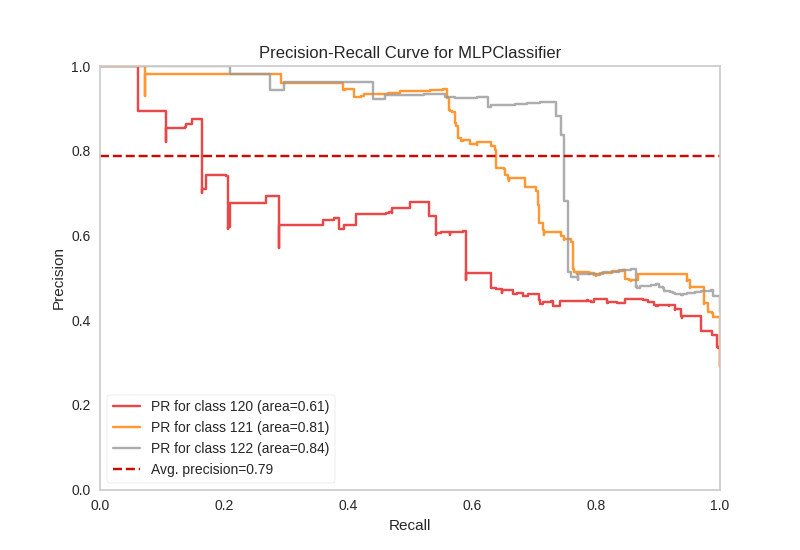 Precision-Recall Curve for MLPClassifier
1.0
0.8
0.6
0.4
0.2
0.0
Precision
PR for class 120 (area=0.61)
PR for class 121 (area=0.81)
PR for class 122 (area=0.84)
Avg. precision=0.79
0.0 0.2 0.4 0.6 0.8 1.0
Recall